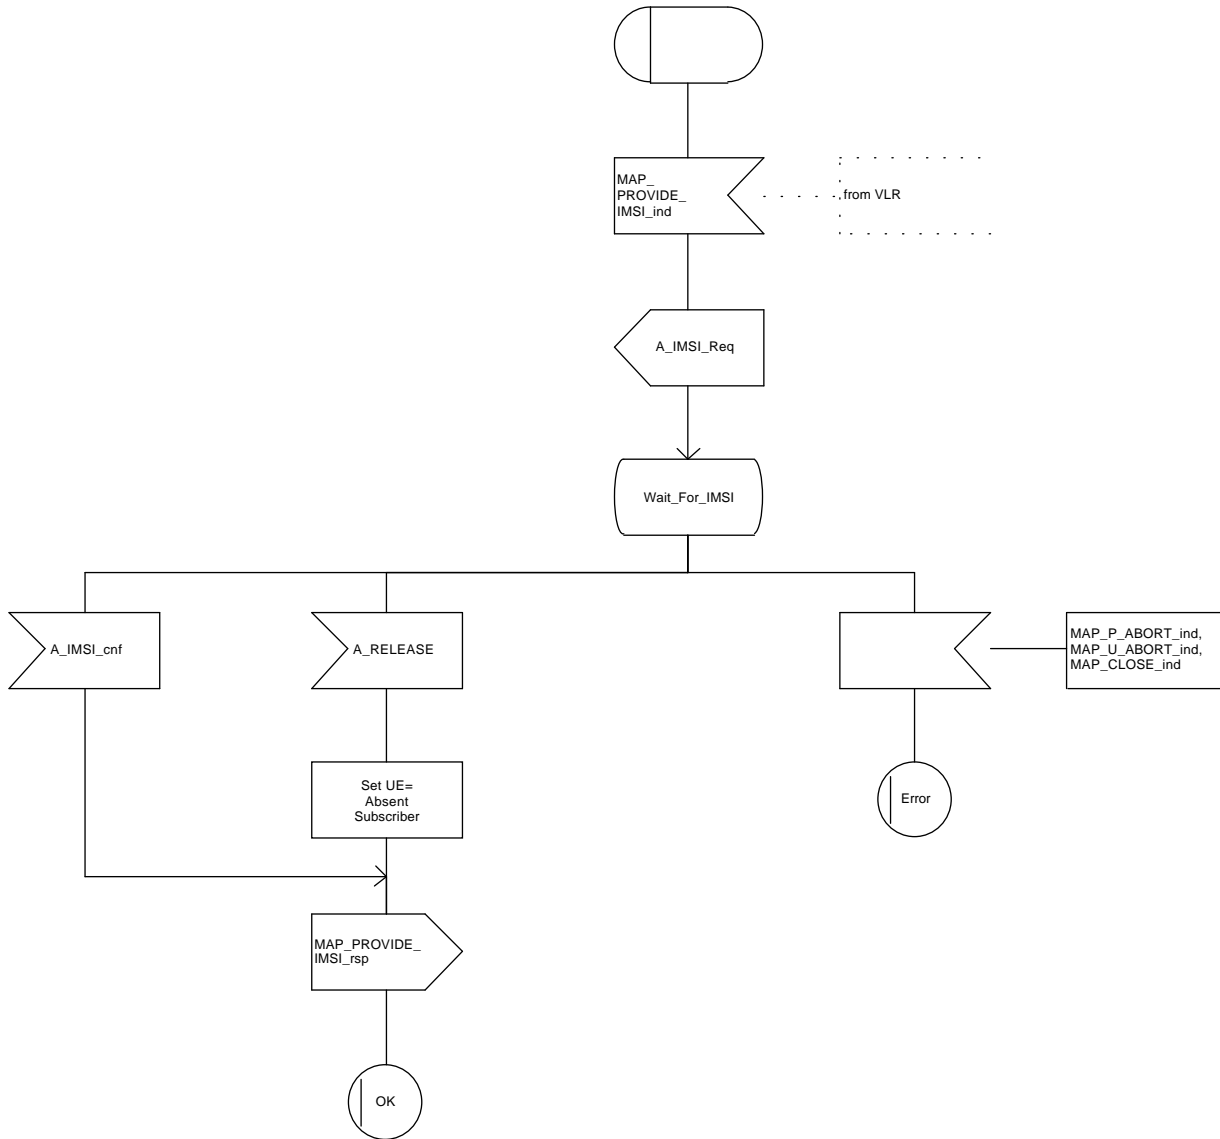 MAP_
PROVIDE_
IMSI_ind
from VLR
A_IMSI_Req
Wait_For_IMSI
A_IMSI_cnf
A_RELEASE
MAP_P_ABORT_ind,
MAP_U_ABORT_ind,
MAP_CLOSE_ind
Set UE=
Absent
Subscriber
Error
MAP_PROVIDE_
IMSI_rsp
OK